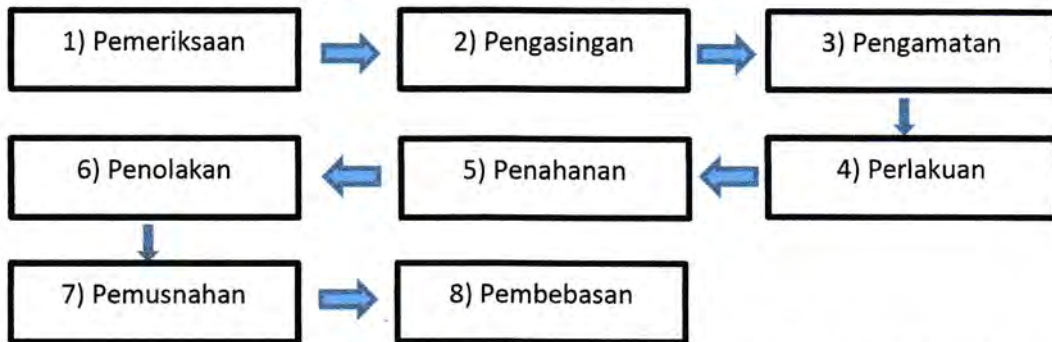 1) Pemeriksaan
2) Pengasingan
3) Pengamatan
4) Perlakuan
5) Penahanan
6) Penolakan
7) Pemusnahan
8) Pembebasan